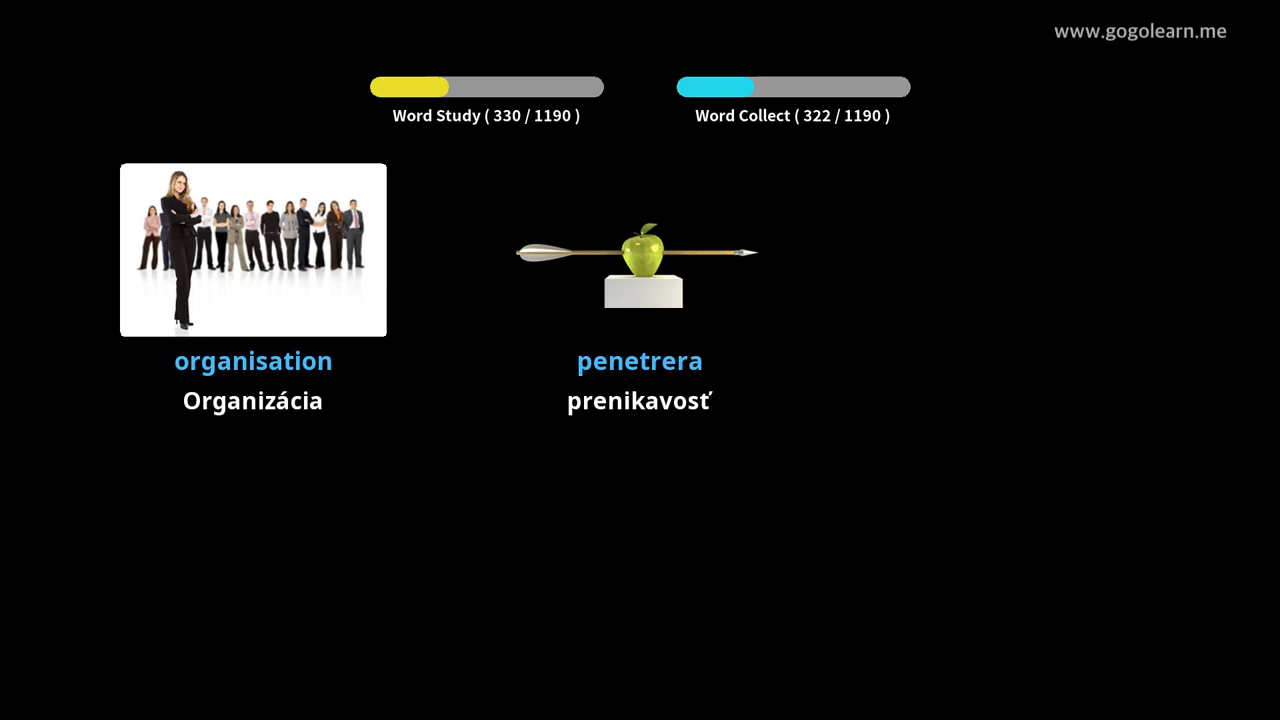 www.gogolearn.me
Word Study ( 330 / 1190 )
Word Collect ( 322 / 1190 )
organisation
Organizácia
penetrera
prenikavosť